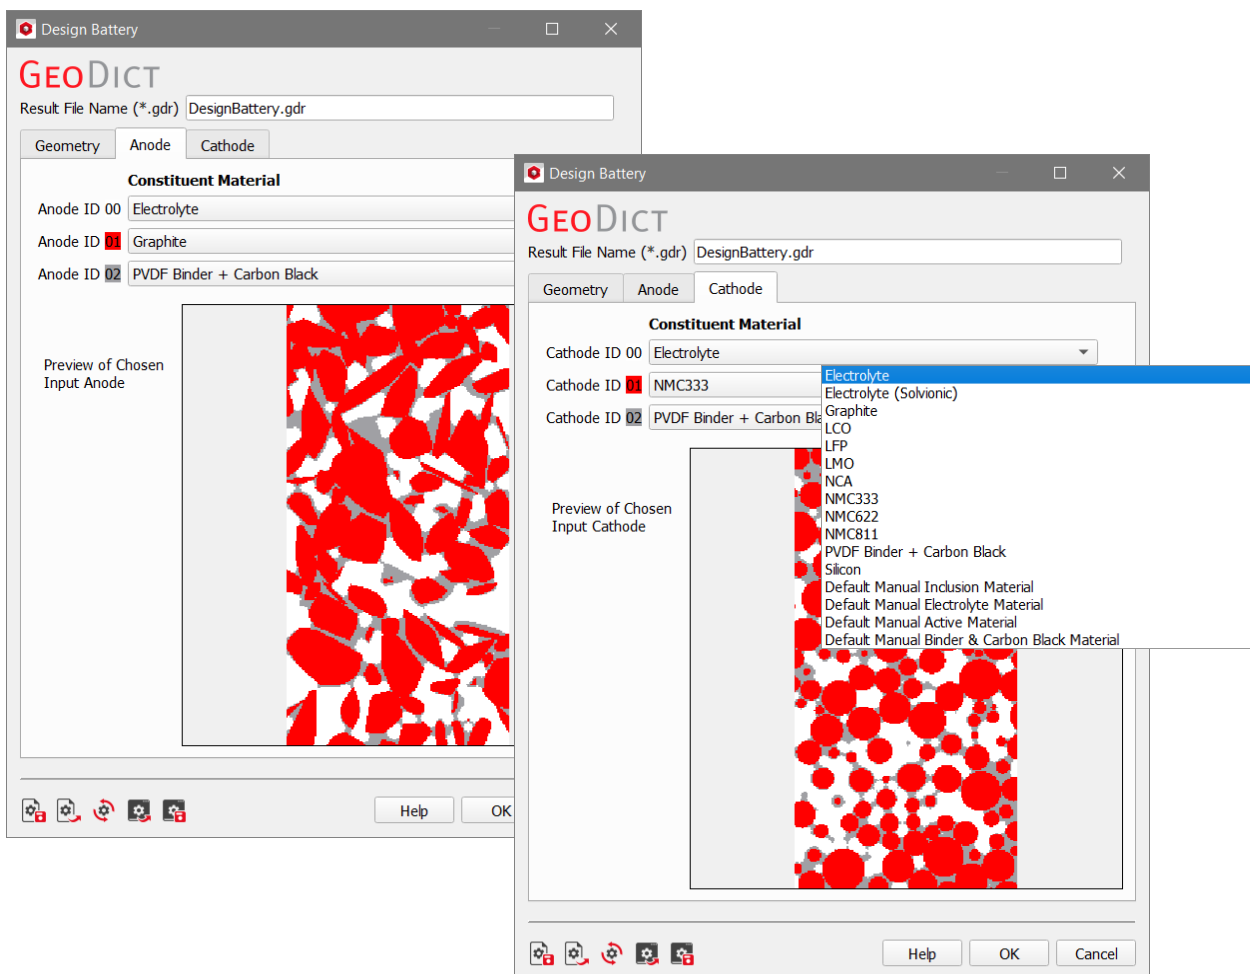 Design Battery
GEODICT
Result File Name (*.gdr) DesignBattery.gdr
Geometry Anode Cathode
Constituent Material
Anode ID 00 Electrolyte
Anode ID 01 Graphite
Anode ID 02 PVDF Binder + Carbon Black
Preview of Chosen
Input Anode
Help OK
Design Battery
GEODICT
Result File Name (*.gdr) DesignBattery.gdr
Geometry Anode Cathode
Constituent Material
Cathode ID 00 Electrolyte
Cathode ID 01 NMC333
Cathode ID 02 PVDF Binder + Carbon Bla
Electrolyte
Electrolyte (Solvionic)
Graphite
LCO
LFP
LMO
NCA
NMC333
NMC622
NMC811
PVDF Binder + Carbon Black
Silicon
Default Manual Inclusion Material
Default Manual Electrolyte Material
Default Manual Active Material
Default Manual Binder & Carbon Black Material
Preview of Chosen
Input Cathode
Help OK Cancel